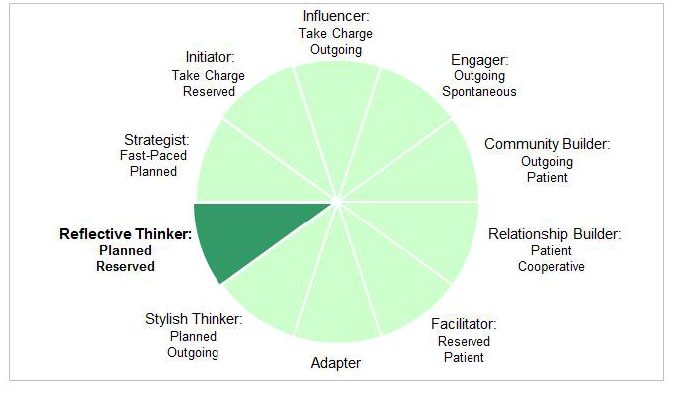 Influencer:
Take Charge
Outgoing
Engager:
Outgoing
Spontaneous
Community Builder:
Outgoing
Patient
Relationship Builder:
Patient
Cooperative
Facilitator:
Reserved
Patient
Adapter
Stylish Thinker:
Planned
Outgoing
Reflective Thinker:
Planned
Reserved
Strategist:
Fast-Paced
Planned
Initiator:
Take Charge
Reserved